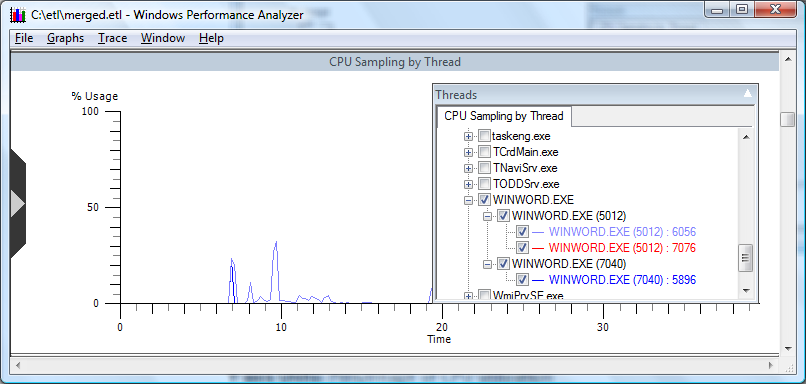 C:\etl\merged.etl - Windows Performance Analyzer
File Graphs Trace Window Help
CPU Sampling by Thread
% Usage
100
50
0
0 10 20 30
Time
Threads
CPU Sampling by Thread
taskeng.exe
TCrdMain.exe
TNaviSrv.exe
TODDSrv.exe
WINWORD.EXE
WINWORD.EXE (5012)
WINWORD.EXE (5012) : 6056
WINWORD.EXE (5012) : 7076
WINWORD.EXE (7040)
WINWORD.EXE (7040) : 5896
WmiPrvSE.exe